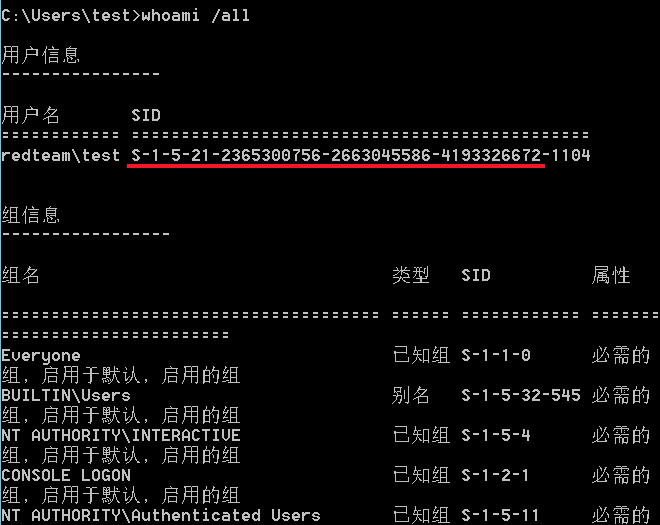 C:\Users\test>whoami /all
用户信息
----------------
用户名 SID
============ ==============================================
redteam\test S-1-5-21-2365300756-2663045586-4193326672-1104
组信息
-----------------
组名 类型 SID 属性
====================================== ====== ============ =======
=======================
Everyone 已知组 S-1-1-0 必需的
组, 启用于默认, 启用的组
BUILTIN\Users 别名 S-1-5-32-545 必需的
组, 启用于默认, 启用的组
NT AUTHORITY\INTERACTIVE 已知组 S-1-5-4 必需的
组, 启用于默认, 启用的组
CONSOLE LOGON 已知组 S-1-2-1 必需的
组, 启用于默认, 启用的组
NT AUTHORITY\Authenticated Users 已知组 S-1-5-11 必需的